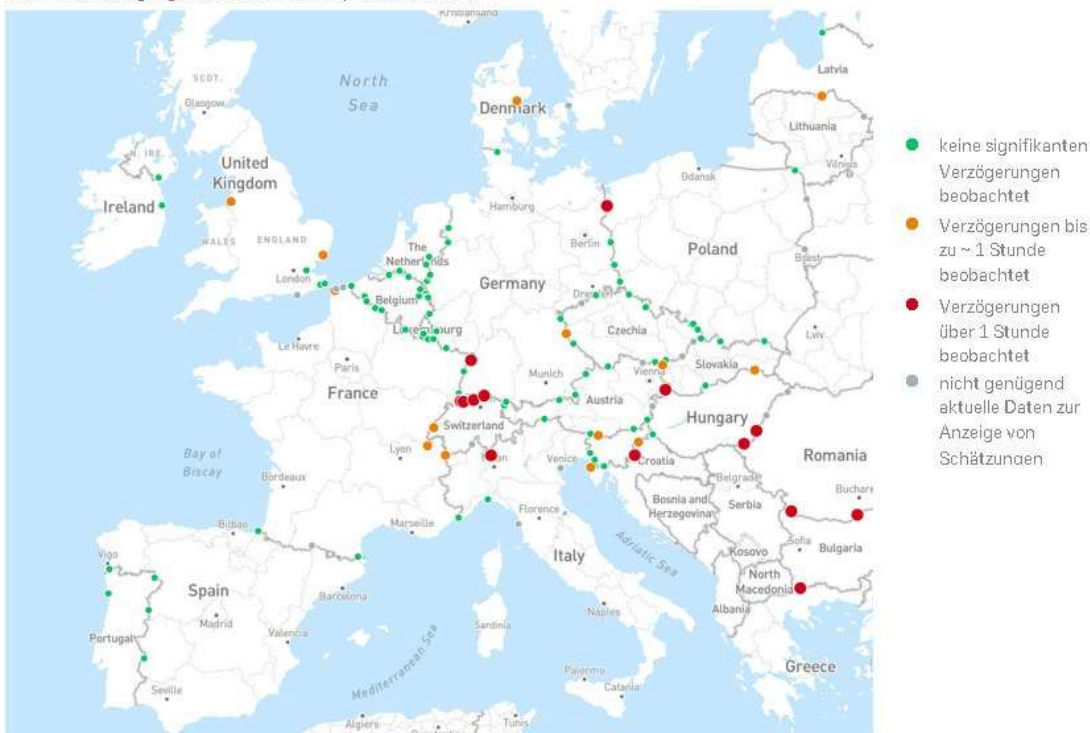 Kristiansand
North
Sea
SCOT.
Glasgow
Denmark
Latvia
Lithuania
Vilnius
N. IRE.
United
Kingdom
Ireland
Gdansk
Hamburg
WALES
ENGLAND
The
Netherlands
Berlin
Poland
Brest
London
Germany
Belgium
Dresden
Luxembourg
Czechia
Lviv
Le Havre
Paris
Slovakia
Munich
Vienna
France
Austria
Hungary
Switzerland
Lyon
Milan
Venice
Croatia
Romania
Bay of
Biscay
Bordeaux
Belgrade
Bosnia and
Herzegovina
Serbia
Bilbao
Marseille
Florence
Adriatic Sea
Sofia
Bulgaria
Vigo
Italy
Kosovo
North
Macedonia
Spain
Barcelona
Albania
Madrid
Naples
Portugal
Valencia
Sardinia
Mediterranean Sea
Greece
Palermo
Seville
Catania
Algiers
Tunis
keine signifikanten
Verzögerungen
beobachtet
Verzögerungen bis
zu ~ 1 Stunde
beobachtet
Verzögerungen
über 1 Stunde
beobachtet
nicht genügend
aktuelle Daten zur
Anzeige von
Schätzungen